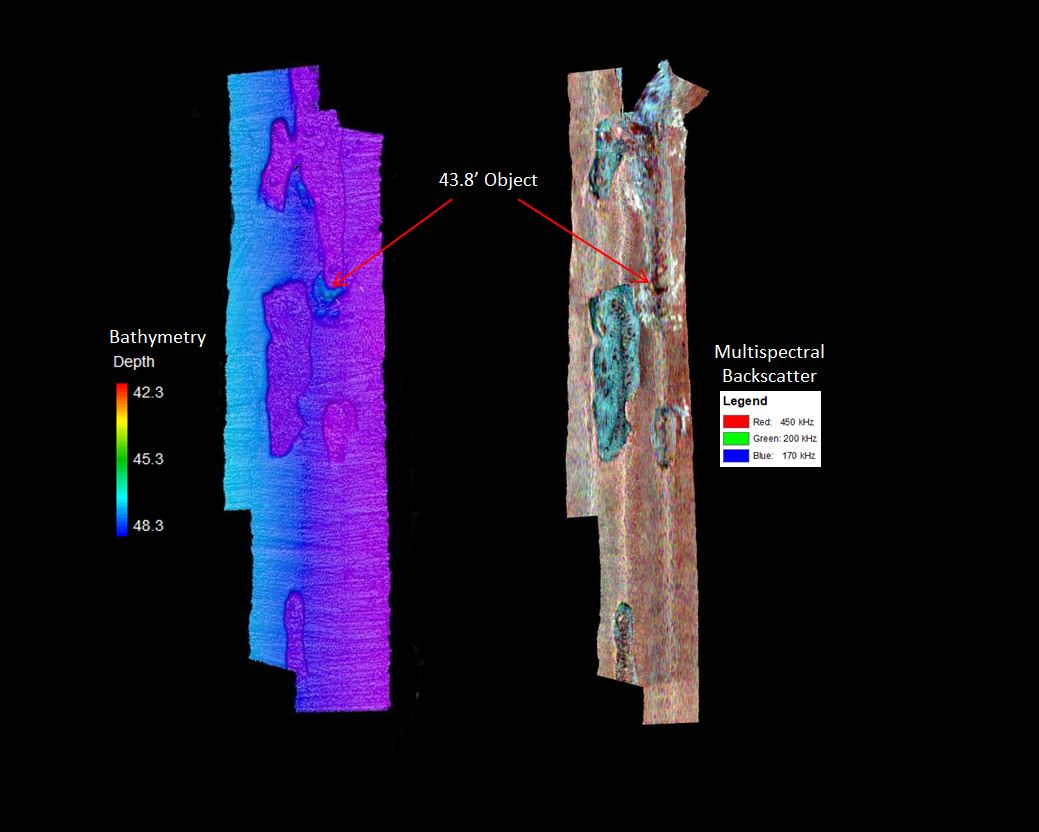 43.8’ Object
Bathymetry
Depth
42.3
45.3
48.3
Multispectral
Backscatter
Legend
Red: 450 kHz
Green: 200 kHz
Blue: 170 kHz